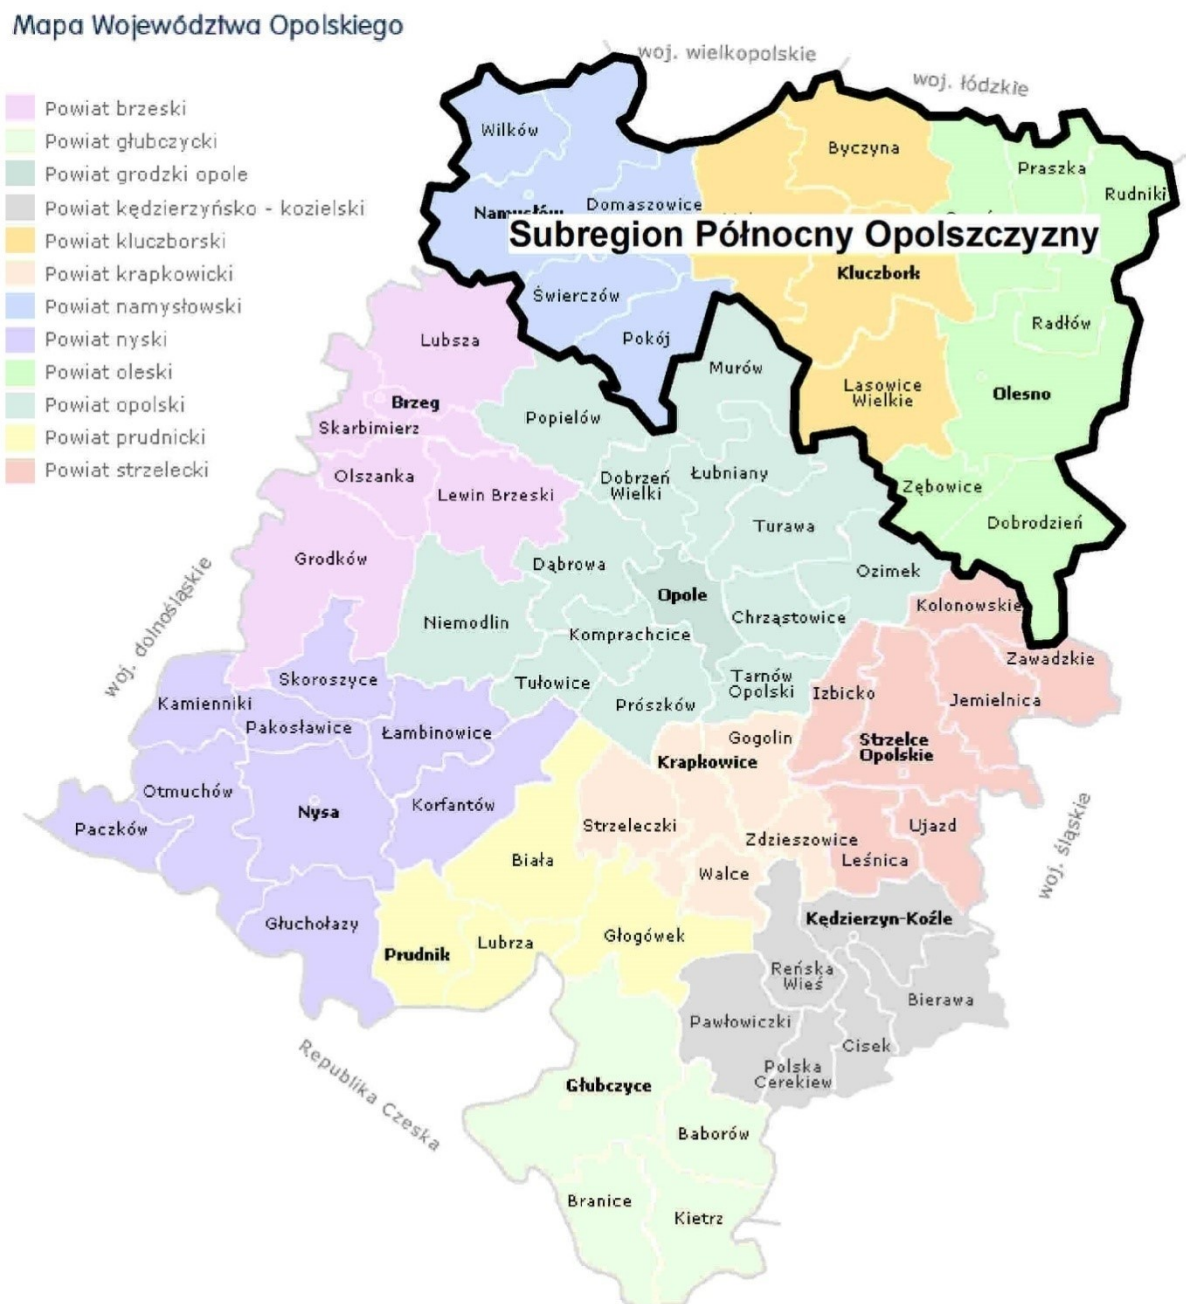 Mapa Województwa Opolskiego
woj. wielkopolskie
woj. łódzkie
Powiat brzeski
Powiat głubczycki
Powiat grodzki opole
Powiat kędzierzyńsko - kozielski
Powiat kluczborski
Powiat krapkowicki
Powiat namysłowski
Powiat nyski
Powiat oleski
Powiat opolski
Powiat prudnicki
Powiat strzelecki
Wilków
Byczyna
Praszka
Rudniki
Namysłów
Domaszowice
Subregion Północny Opolszczyzny
Kluczbork
Świerczów
Pokój
Radłów
Lubsza
Murów
Lasowice
Wielkie
Olesno
Brzeg
Popielów
Skarbimierz
Olszanka
Lewin Brzeski
Dobrzeń
Wielki
Łubniany
Zębowice
Turawa
Dobrodzień
Grodków
Dąbrowa
Ozimek
woj. dolnośląskie
Opole
Kolonowskie
Niemodlin
Komprachcice
Chrząstowice
Zawadzkie
Skoroszyce
Tułowice
Tarnów
Opolski
Izbicko
Jemielnica
Kamienniki
Prószków
Pakosławice
Łambinowice
Gogolin
Strzelce
Opolskie
Krapkowice
Otmuchów
Nysa
Korfantów
Paczków
Strzeleczki
Zdzieszowice
Ujazd
Leśnica
woj. śląskie
Biała
Walce
Głuchołazy
Kędzierzyn-Koźle
Prudnik
Lubrza
Głogówek
Reńska
Wieś
Bierawa
Pawłowiczki
Cisek
Polska
Cerekiew
Republika Czeska
Głubczyce
Baborów
Branice
Kietrz